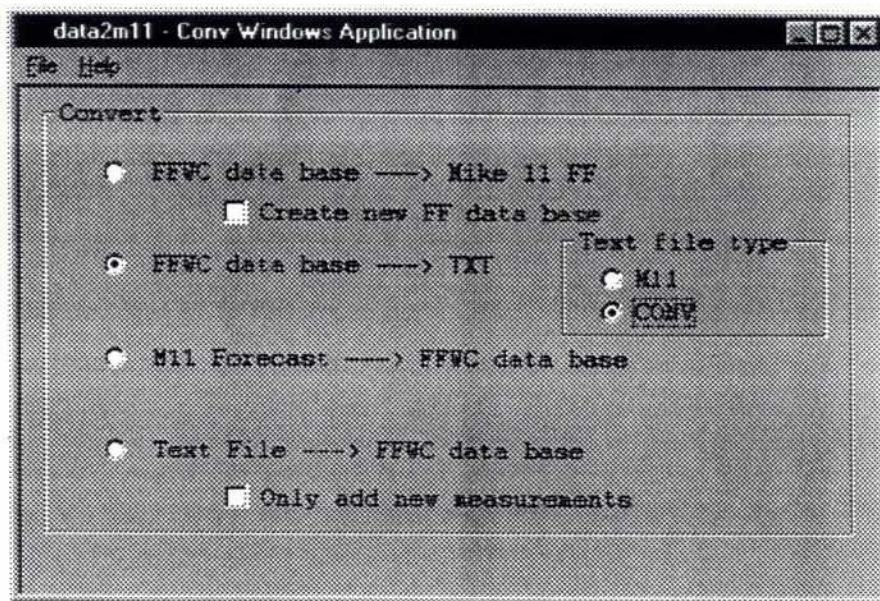 data2m11 - Conv Windows Application
File Help
Convert
FFWC data base ---> Mike 11 FF
Create new FF data base
FFWC data base ---> TXT
Text file type
M11
CONV
M11 Forecast ---> FFWC data base
Text File ---> FFWC data base
Only add new measurements